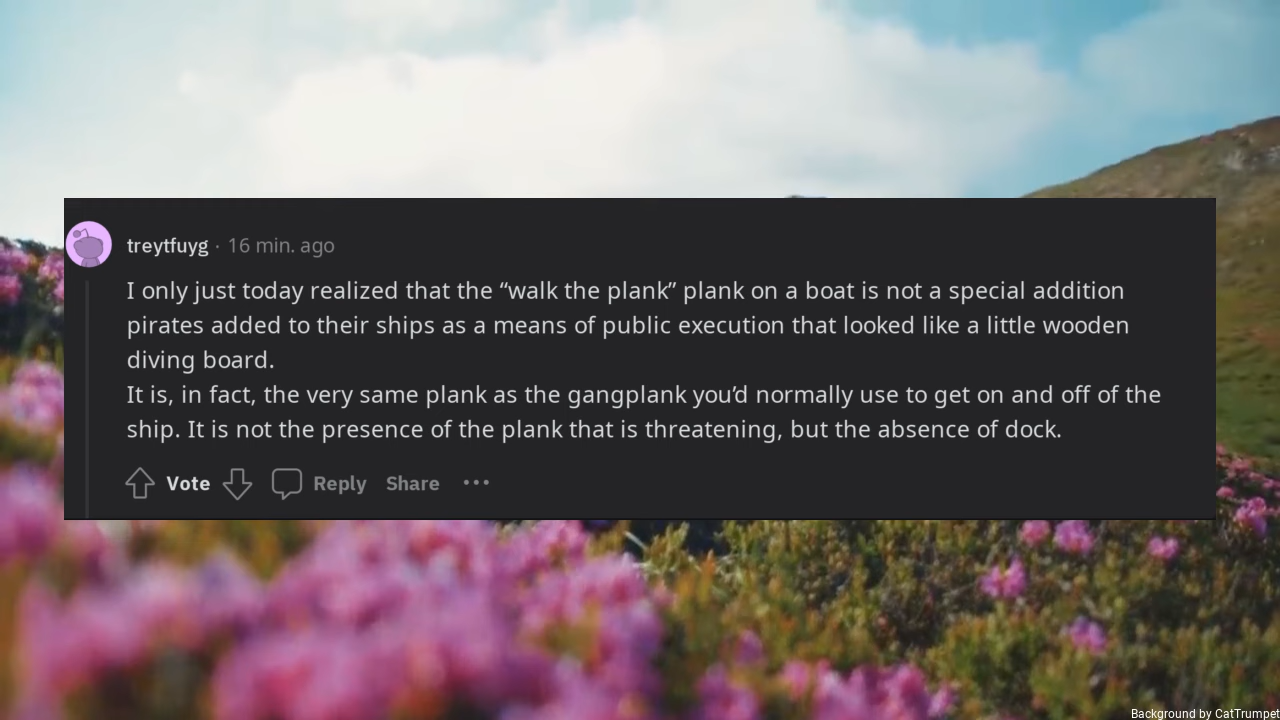 treytfuyg · 16 min. ago
I only just today realized that the “walk the plank” plank on a boat is not a special addition
pirates added to their ships as a means of public execution that looked like a little wooden
diving board.
It is, in fact, the very same plank as the gangplank you’d normally use to get on and off of the
ship. It is not the presence of the plank that is threatening, but the absence of dock.
Vote Reply Share
Background by CatTrumpet